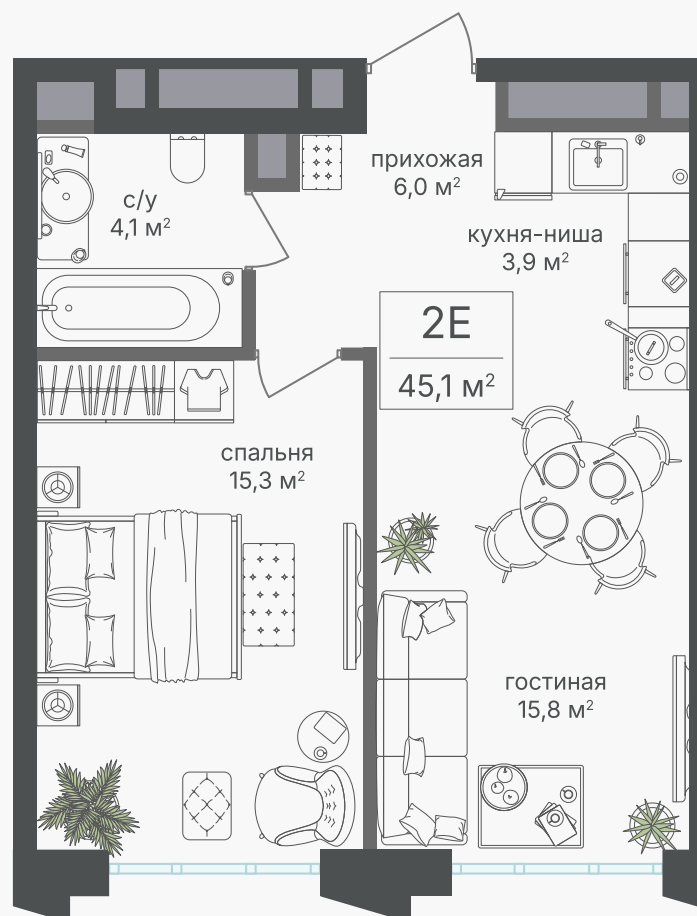 прихожая
6,0 м²
с/у
4,1 м²
кухня-ниша
3,9 м²
2Е
45,1 м²
спальня
15,3 м²
гостиная
15,8 м²